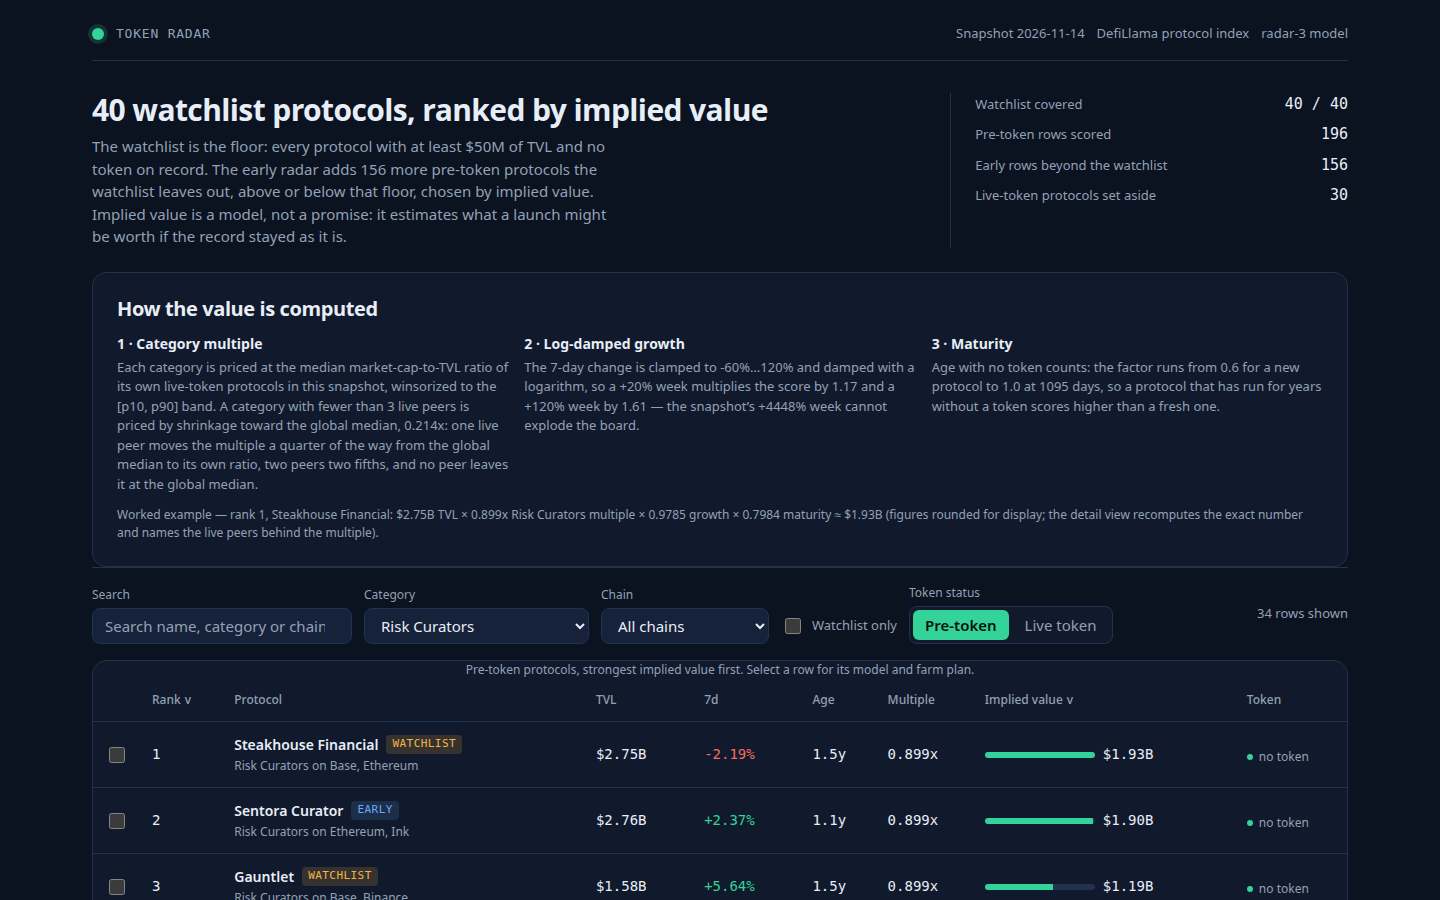 TOKEN RADAR
Snapshot 2026-11-14 DefiLlama protocol index radar-3 model
40 watchlist protocols, ranked by implied value
The watchlist is the floor: every protocol with at least $50M of TVL and no
token on record. The early radar adds 156 more pre-token protocols the
watchlist leaves out, above or below that floor, chosen by implied value.
Implied value is a model, not a promise: it estimates what a launch might
be worth if the record stayed as it is.
Watchlist covered 40 / 40
Pre-token rows scored 196
Early rows beyond the watchlist 156
Live-token protocols set aside 30
How the value is computed
1 · Category multiple
Each category is priced at the median market-cap-to-TVL ratio of
its own live-token protocols in this snapshot, winsorized to the
[p10, p90] band. A category with fewer than 3 live peers is
priced by shrinkage toward the global median, 0.214x: one live
peer moves the multiple a quarter of the way from the global
median to its own ratio, two peers two fifths, and no peer leaves
it at the global median.
2 · Log-damped growth
The 7-day change is clamped to -60%...120% and damped with a
logarithm, so a +20% week multiplies the score by 1.17 and a
+120% week by 1.61 — the snapshot's +4448% week cannot
explode the board.
3 · Maturity
Age with no token counts: the factor runs from 0.6 for a new
protocol to 1.0 at 1095 days, so a protocol that has run for years
without a token scores higher than a fresh one.
Worked example — rank 1, Steakhouse Financial: $2.75B TVL × 0.899x Risk Curators multiple × 0.9785 growth × 0.7984 maturity ≈ $1.93B (figures rounded for display; the detail view recomputes the exact number
and names the live peers behind the multiple).
Search Category Chain Token status
Search name, category or chain Risk Curators All chains Watchlist only Pre-token Live token 34 rows shown
Pre-token protocols, strongest implied value first. Select a row for its model and farm plan.
Rank v Protocol TVL 7d Age Multiple Implied value v Token
1 Steakhouse Financial WATCHLIST $2.75B -2.19% 1.5y 0.899x $1.93B no token
Risk Curators on Base, Ethereum
2 Sentora Curator EARLY $2.76B +2.37% 1.1y 0.899x $1.90B no token
Risk Curators on Ethereum, Ink
3 Gauntlet WATCHLIST $1.58B +5.64% 1.5y 0.899x $1.19B no token
Risk Curators on Base, Binance